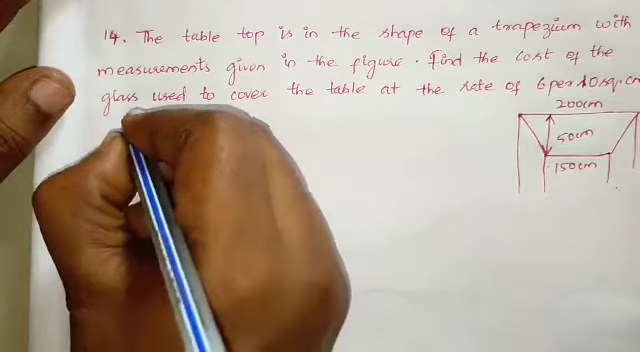 14. The table top is in the shape of a trapezium with
measurements given in the figure. Find the cost of the
glass used to cover the table at the rate of 6 per 10 sq.cm
200cm
50cm
150cm